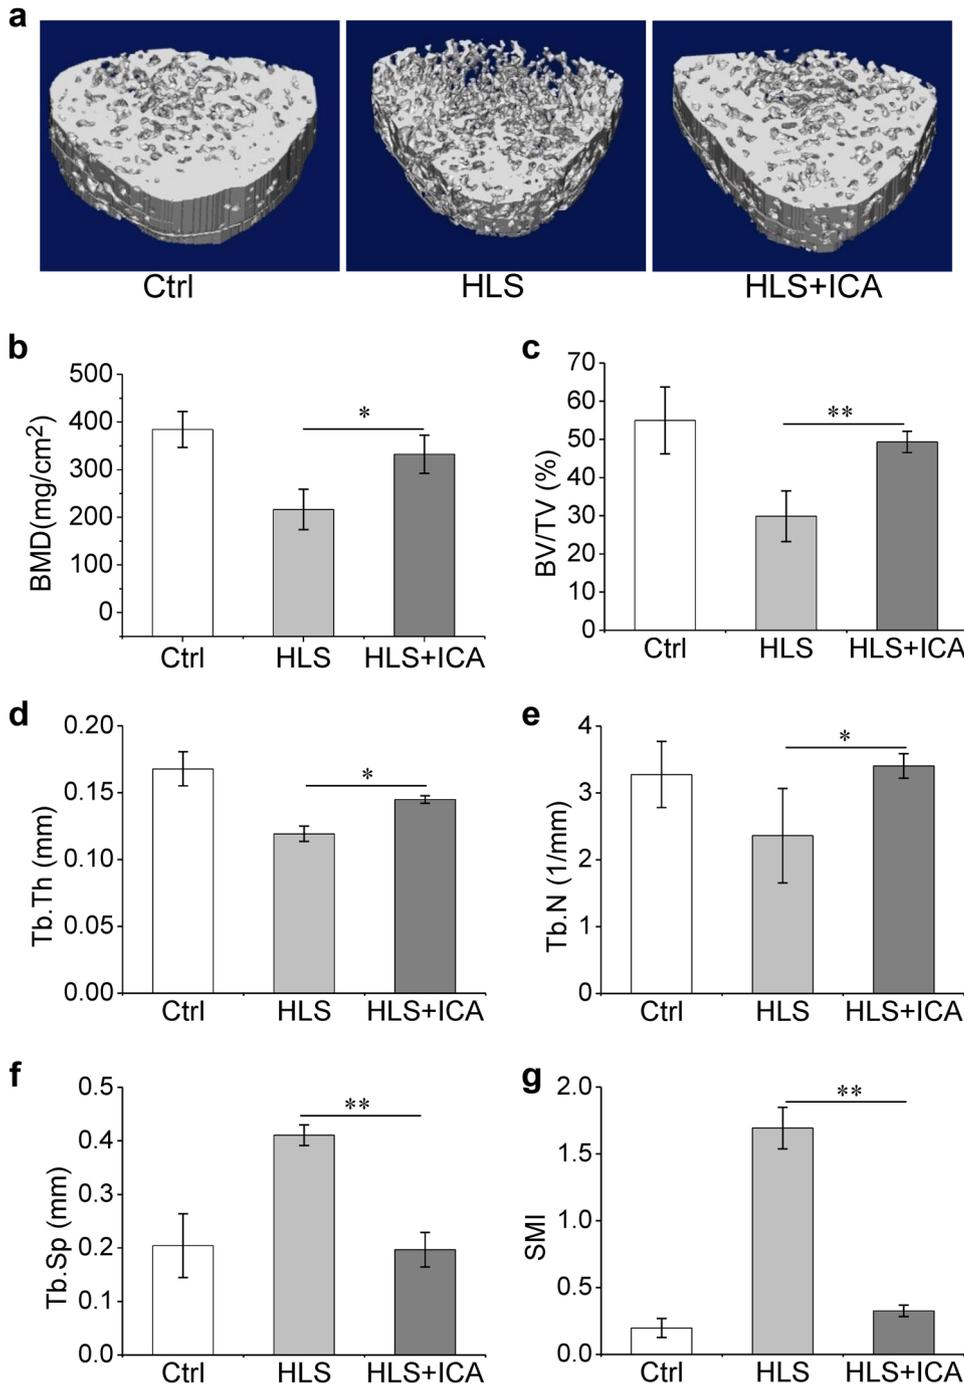 a
Ctrl HLS HLS+ICA
b
BMD(mg/cm2)
500
400
300
200
100
0
*
Ctrl HLS HLS+ICA
c
BV/TV (%)
70
60
50
40
30
20
10
0
**
Ctrl HLS HLS+ICA
d
Tb.Th (mm)
0.20
0.15
0.10
0.05
0.00
*
Ctrl HLS HLS+ICA
e
Tb.N (1/mm)
4
3
2
1
0
*
Ctrl HLS HLS+ICA
f
Tb.Sp (mm)
0.5
0.4
0.3
0.2
0.1
0.0
**
Ctrl HLS HLS+ICA
g
SMI
2.0
1.5
1.0
0.5
0.0
**
Ctrl HLS HLS+ICA